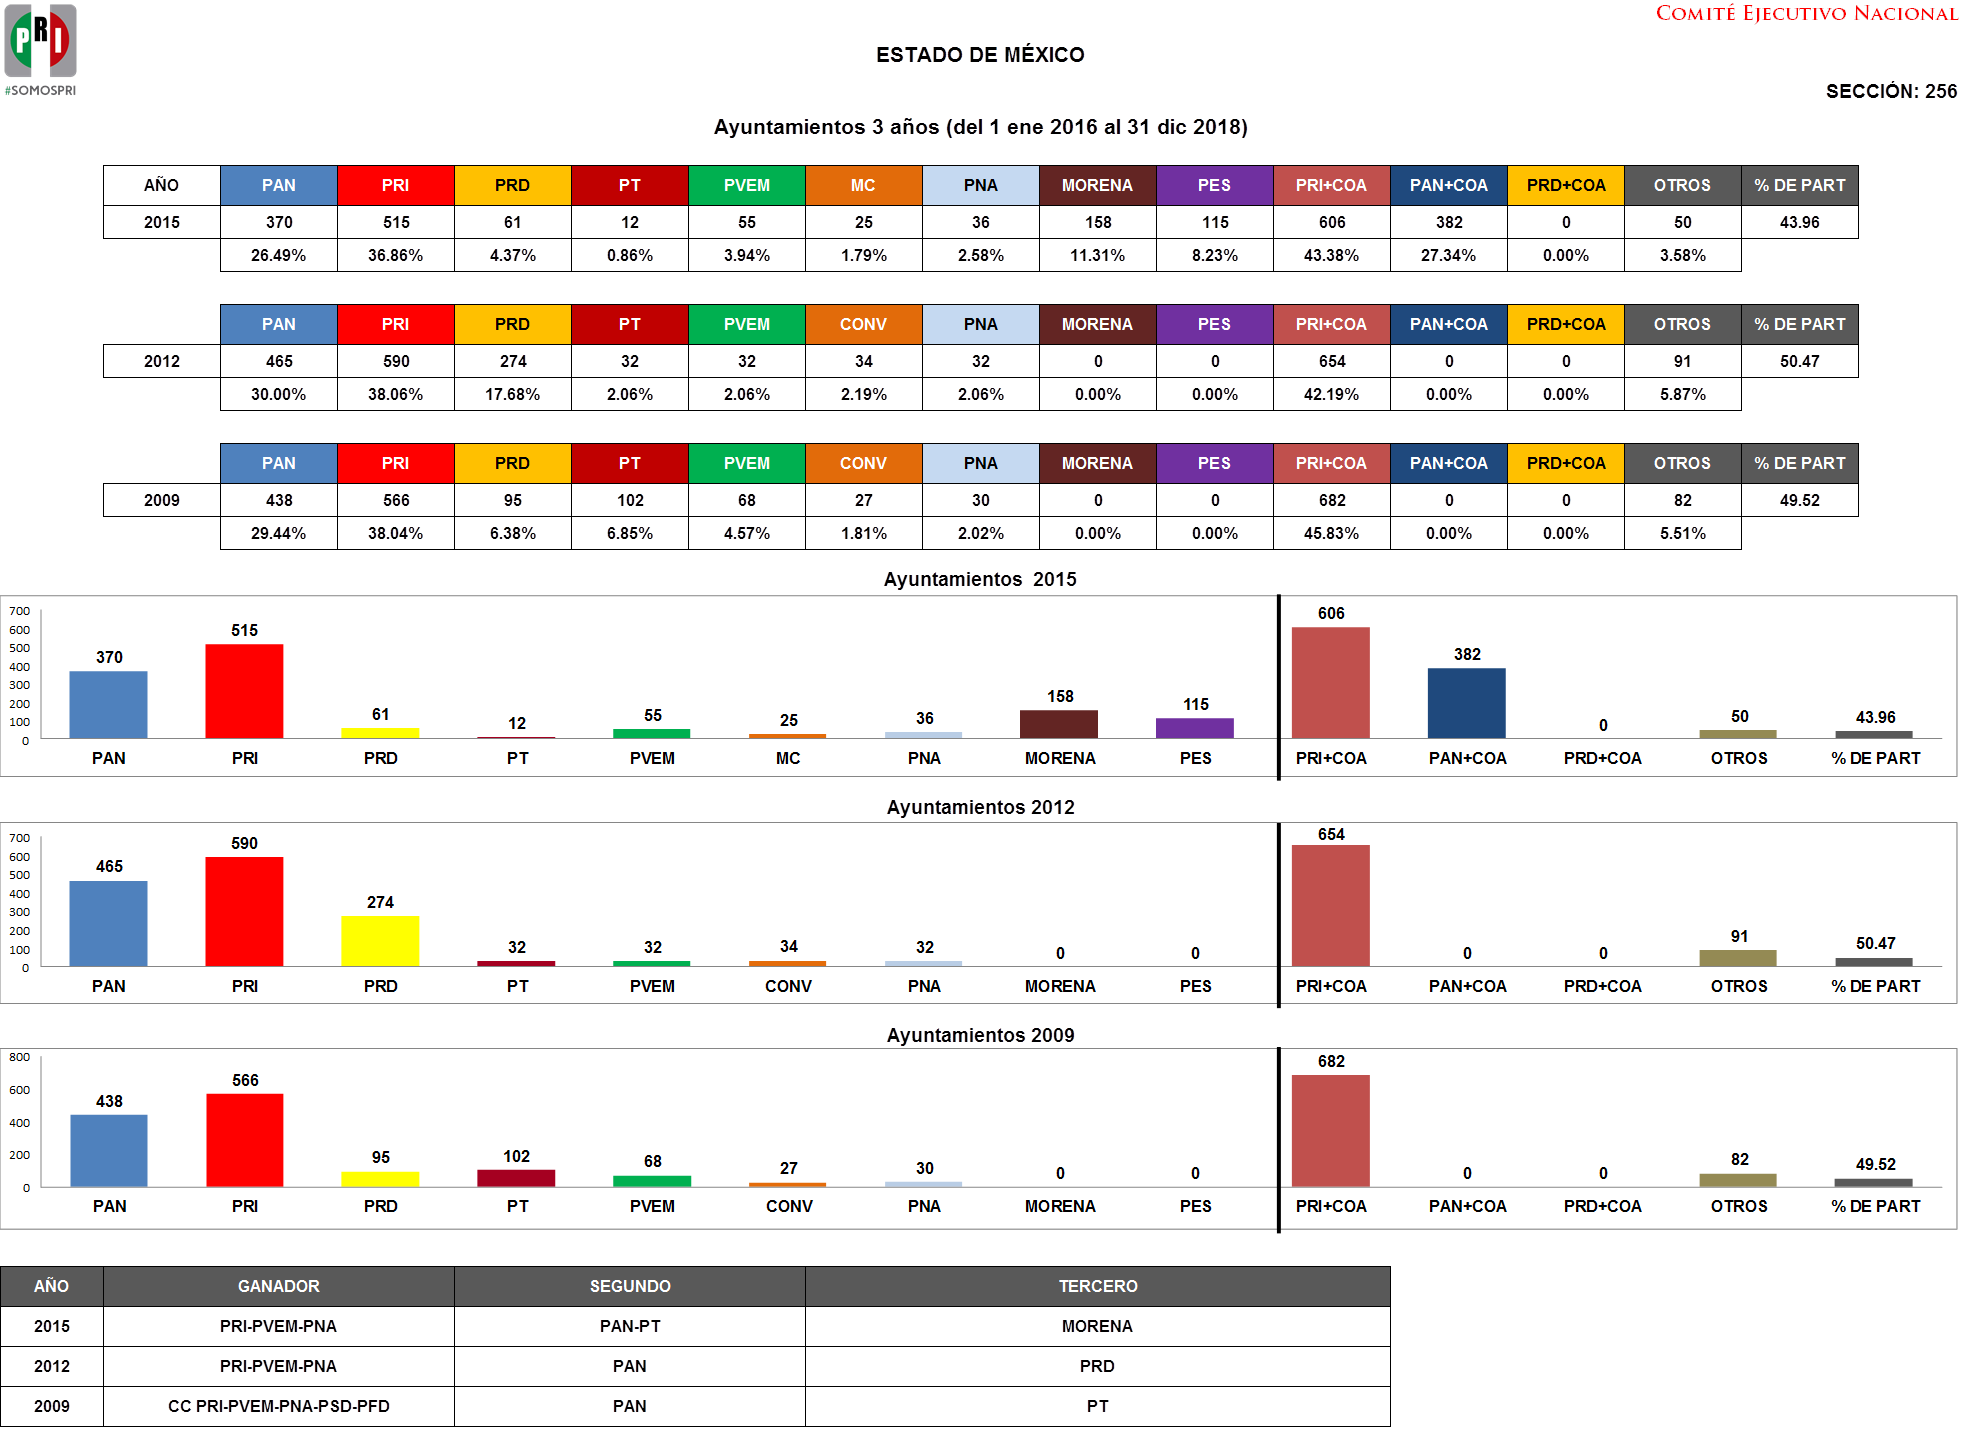 PRI
#SOMOSPRI
COMITÉ EJECUTIVO NACIONAL
ESTADO DE MÉXICO
SECCIÓN: 256
Ayuntamientos 3 años (del 1 ene 2016 al 31 dic 2018)
AÑO PAN PRI PRD PT PVEM MC PNA MORENA PES PRI+COA PAN+COA PRD+COA OTROS % DE PART
2015 370 515 61 12 55 25 36 158 115 606 382 0 50 43.96
26.49% 36.86% 4.37% 0.86% 3.94% 1.79% 2.58% 11.31% 8.23% 43.38% 27.34% 0.00% 3.58%
PAN PRI PRD PT PVEM CONV PNA MORENA PES PRI+COA PAN+COA PRD+COA OTROS % DE PART
2012 465 590 274 32 32 34 32 0 0 654 0 0 91 50.47
30.00% 38.06% 17.68% 2.06% 2.06% 2.19% 2.06% 0.00% 0.00% 42.19% 0.00% 0.00% 5.87%
PAN PRI PRD PT PVEM CONV PNA MORENA PES PRI+COA PAN+COA PRD+COA OTROS % DE PART
2009 438 566 95 102 68 27 30 0 0 682 0 0 82 49.52
29.44% 38.04% 6.38% 6.85% 4.57% 1.81% 2.02% 0.00% 0.00% 45.83% 0.00% 0.00% 5.51%
Ayuntamientos 2015
700
600
500
400
300
200
100
0
370 515 61 12 55 25 36 158 115 606 382 0 50 43.96
PAN PRI PRD PT PVEM MC PNA MORENA PES PRI+COA PAN+COA PRD+COA OTROS % DE PART
Ayuntamientos 2012
700
600
500
400
300
200
100
0
465 590 274 32 32 34 32 0 0 654 0 0 91 50.47
PAN PRI PRD PT PVEM CONV PNA MORENA PES PRI+COA PAN+COA PRD+COA OTROS % DE PART
Ayuntamientos 2009
800
600
400
200
0
438 566 95 102 68 27 30 0 0 682 0 0 82 49.52
PAN PRI PRD PT PVEM CONV PNA MORENA PES PRI+COA PAN+COA PRD+COA OTROS % DE PART
AÑO GANADOR SEGUNDO TERCERO
2015 PRI-PVEM-PNA PAN-PT MORENA
2012 PRI-PVEM-PNA PAN PRD
2009 CC PRI-PVEM-PNA-PSD-PFD PAN PT